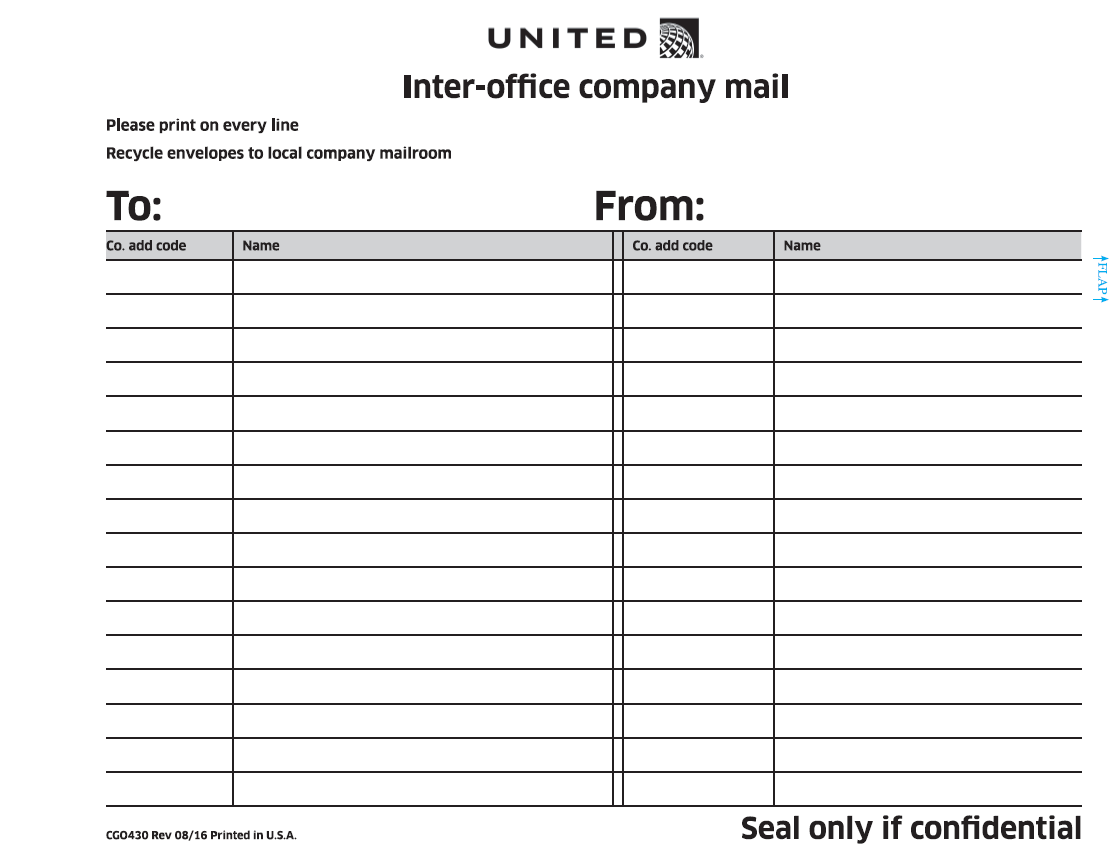 UNITED
Inter-office company mail
Please print on every line
Recycle envelopes to local company mailroom
To: From:
Co. add code Name Co. add code Name
FLAP
CGO430 Rev 08/16 Printed in U.S.A. Seal only if confidential